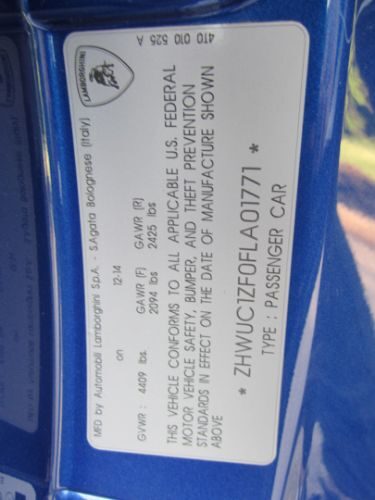 LAMBORGHINI
410 010 525 A
MFD by Automobili Lamborghini S.p.A. - S.Agata Bolognese (Italy)
on 12-14
GVWR : 4409 lbs. GAWR (F) GAWR (R)
2094 lbs 2425 lbs
THIS VEHICLE CONFORMS TO ALL APPLICABLE U.S. FEDERAL
MOTOR VEHICLE SAFETY, BUMPER, AND THEFT PREVENTION
STANDARDS IN EFFECT ON THE DATE OF MANUFACTURE SHOWN
ABOVE
* ZHWUC1ZF0FLA01771 *
TYPE : PASSENGER CAR